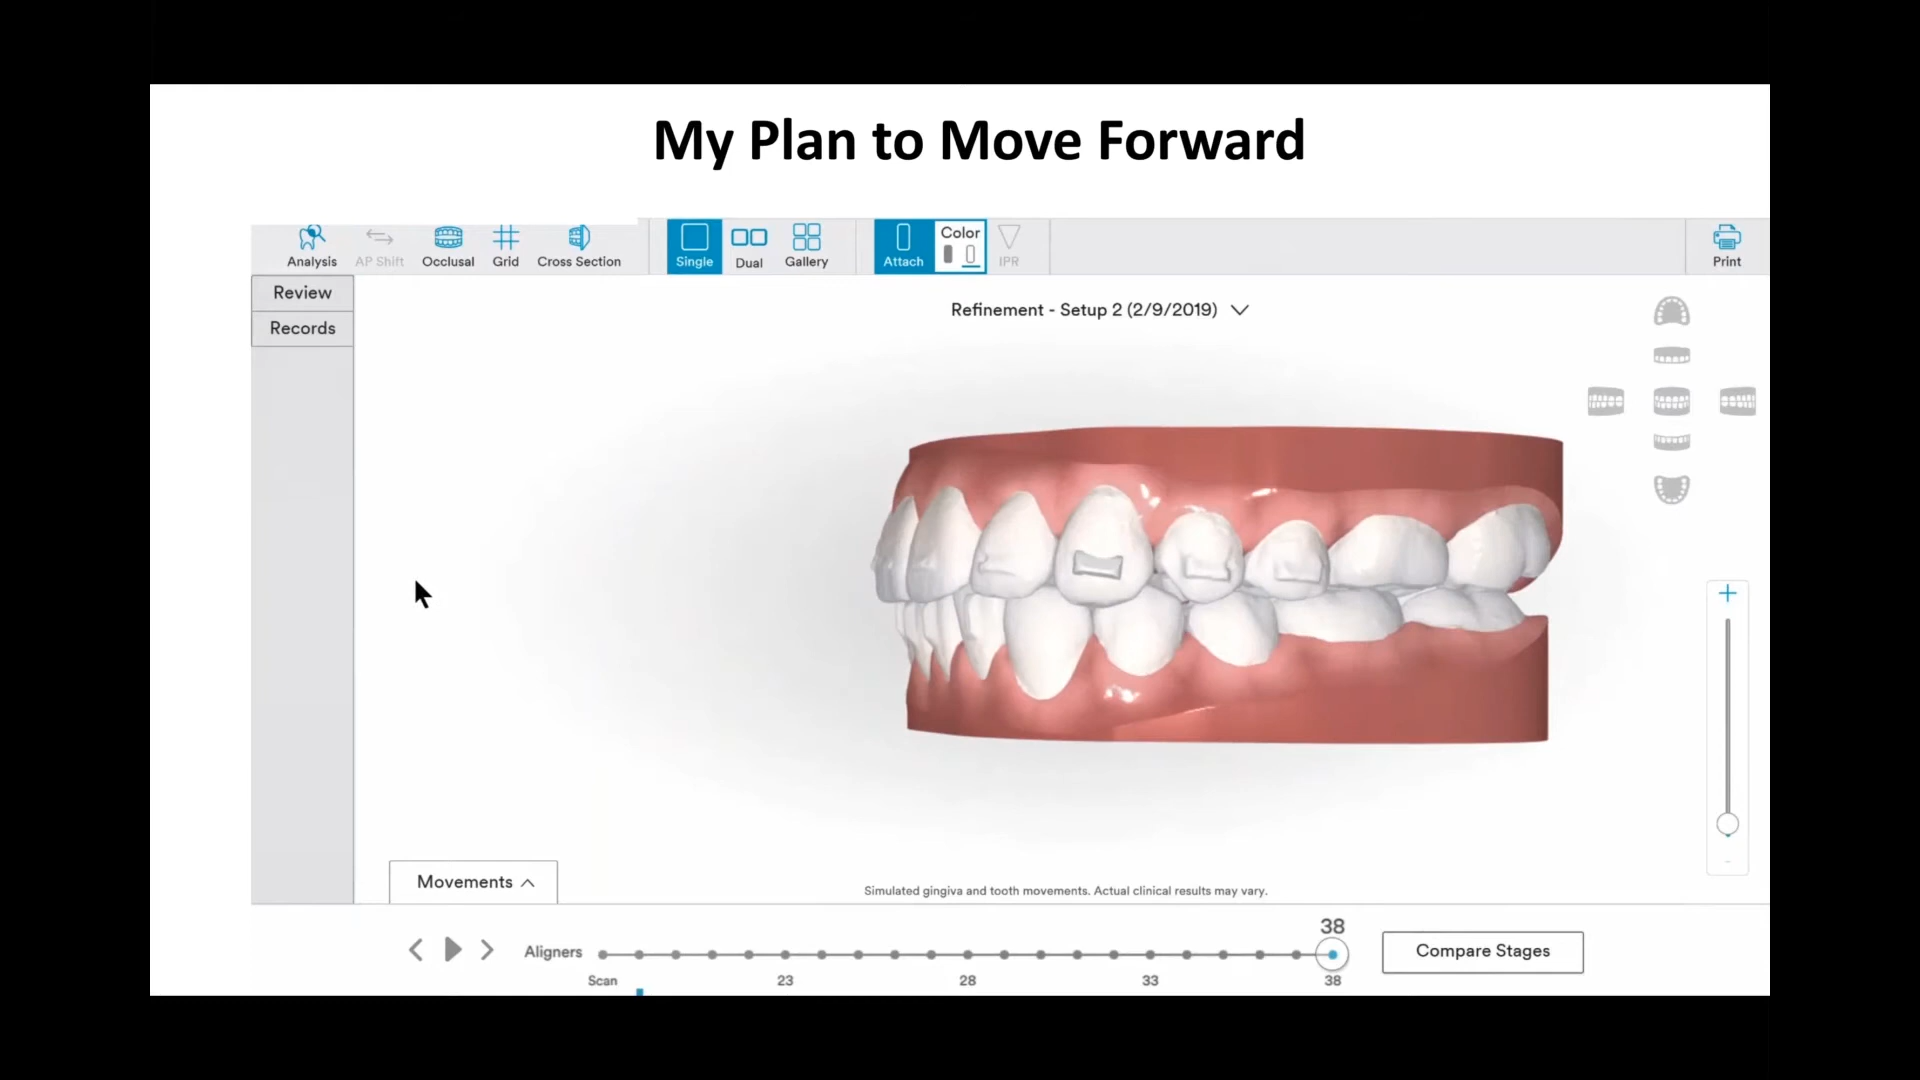 My Plan to Move Forward
Analysis AP Shift Occlusal Grid Cross Section Single Dual Gallery Attach Color IPR Print
Review
Records
Refinement - Setup 2 (2/9/2019)
Movements
Simulated gingiva and tooth movements. Actual clinical results may vary.
38
Aligners
Compare Stages
Scan 23 28 33 38